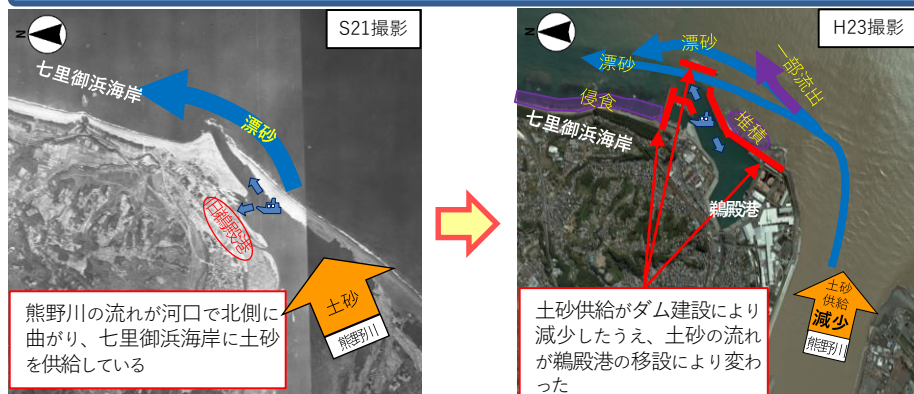 N
S21撮影
七里御浜海岸
漂砂
旧鵜殿港
土砂
熊野川
熊野川の流れが河口で北側に
曲がり、七里御浜海岸に土砂
を供給している
N
H23撮影
漂砂
漂砂
一部流出
侵食
堆積
七里御浜海岸
鵜殿港
土砂
供給
減少
熊野川
土砂供給がダム建設により
減少したうえ、土砂の流れ
が鵜殿港の移設により変わ
った